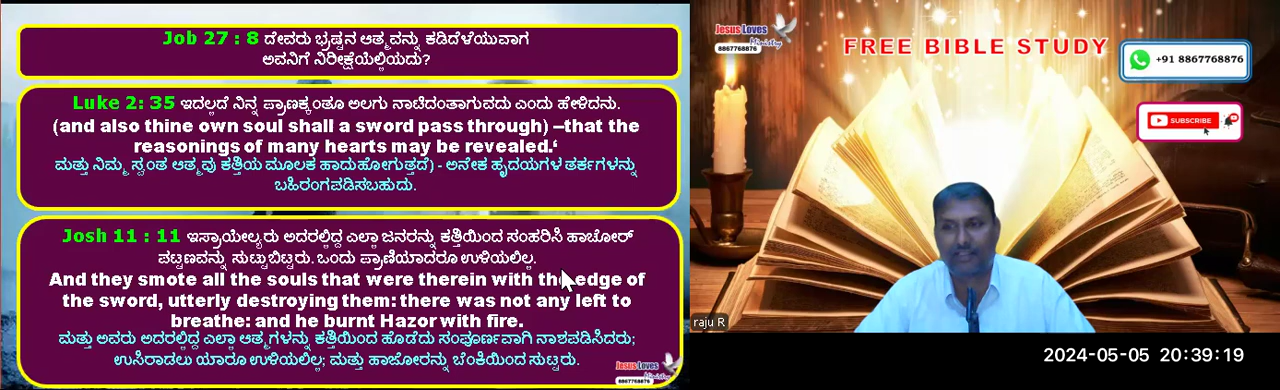 Job 27 : 8 ದೇವರು ಭ್ರಷ್ಟನ ಆತ್ಮವನ್ನು ಕಡಿದೆಳೆಯುವಾಗ
ಅವನಿಗೆ ನಿರೀಕ್ಷೆಯೆಲ್ಲಿಯದು?
Luke 2: 35 ಇದಲ್ಲದೆ ನಿನ್ನ ಪ್ರಾಣಕ್ಕಂತೂ ಅಲಗು ನಾಟಿದಂತಾಗುವದು ಎಂದು ಹೇಳಿದನು.
(and also thine own soul shall a sword pass through) —that the
reasonings of many hearts may be revealed.‘
ಮತ್ತು ನಿಮ್ಮ ಸ್ವಂತ ಆತ್ಮವು ಕತ್ತಿಯ ಮೂಲಕ ಹಾದುಹೋಗುತ್ತದೆ) - ಅನೇಕ ಹೃದಯಗಳ ತರ್ಕಗಳನ್ನು
ಬಹಿರಂಗಪಡಿಸಬಹುದು.
Josh 11 : 11 ಇಸ್ರಾಯೇಲ್ಯರು ಅದರಲ್ಲಿದ್ದ ಎಲ್ಲಾ ಜನರನ್ನು ಕತ್ತಿಯಿಂದ ಸಂಹರಿಸಿ ಹಾಚೋರ್
ಪಟ್ಟಣವನ್ನು ಸುಟ್ಟುಬಿಟ್ಟರು. ಒಂದು ಪ್ರಾಣಿಯಾದರೂ ಉಳಿಯಲಿಲ್ಲ.
And they smote all the souls that were therein with the edge of
the sword, utterly destroying them: there was not any left to
breathe: and he burnt Hazor with fire.
ಮತ್ತು ಅವರು ಅದರಲ್ಲಿದ್ದ ಎಲ್ಲಾ ಆತ್ಮಗಳನ್ನು ಕತ್ತಿಯಿಂದ ಹೊಡೆದು ಸಂಪೂರ್ಣವಾಗಿ ನಾಶಪಡಿಸಿದರು;
ಉಸಿರಾಡಲು ಯಾರೂ ಉಳಿಯಲಿಲ್ಲ; ಮತ್ತು ಹಾಜೋರನ್ನು ಬೆಂಕಿಯಿಂದ ಸುಟ್ಟರು.
Jesus Loves
Ministry
8867768876
Jesus Loves
Ministry
8867768876
FREE BIBLE STUDY
+91 8867768876
SUBSCRIBE
raju R
2024-05-05 20:39:19